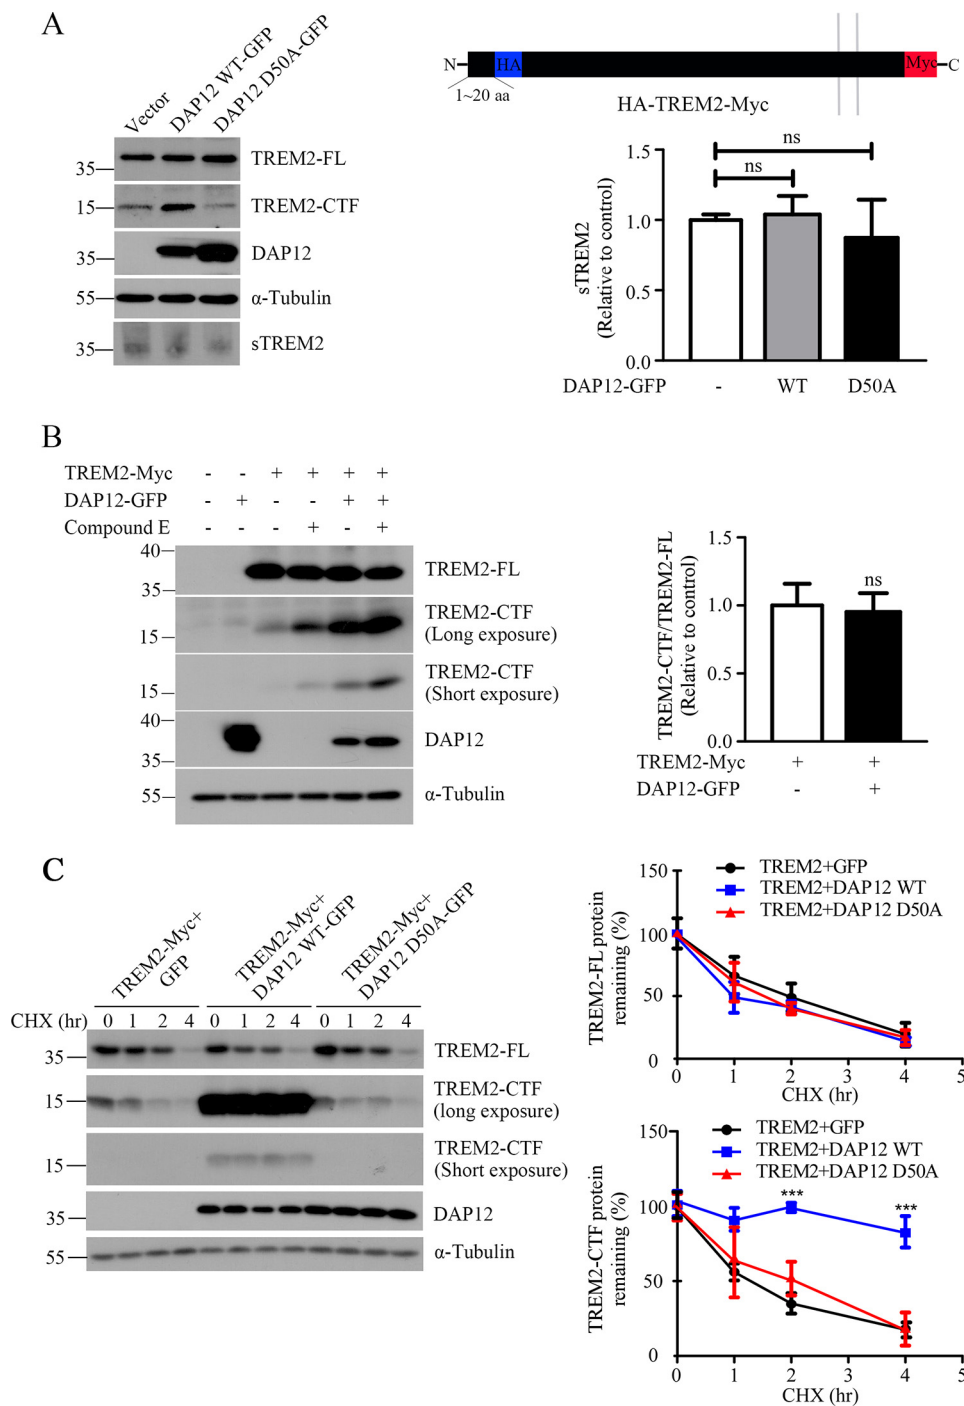 A
Vector
DAP12 WT-GFP
DAP12 D50A-GFP
35
TREM2-FL
15
TREM2-CTF
35
DAP12
55
α-Tubulin
35
sTREM2
N
HA
Myc
C
1~20 aa
HA-TREM2-Myc
sTREM2
(Relative to control)
1.5
1.0
0.5
0.0
ns
ns
DAP12-GFP - WT D50A
B
TREM2-Myc - - + + + +
DAP12-GFP - + - - + +
Compound E - - - + - +
40
35
TREM2-FL
15
TREM2-CTF
(Long exposure)
15
TREM2-CTF
(Short exposure)
40
35
DAP12
55
α-Tubulin
TREM2-CTF/TREM2-FL
(Relative to control)
1.5
1.0
0.5
0.0
ns
TREM2-Myc + +
DAP12-GFP - +
C
TREM2-Myc+
GFP
TREM2-Myc+
DAP12 WT-GFP
TREM2-Myc+
DAP12 D50A-GFP
CHX (hr) 0 1 2 4 0 1 2 4 0 1 2 4
35
TREM2-FL
15
TREM2-CTF
(long exposure)
15
TREM2-CTF
(Short exposure)
35
DAP12
55
α-Tubulin
TREM2-FL protein
remaining (%)
150
100
50
0
TREM2+GFP
TREM2+DAP12 WT
TREM2+DAP12 D50A
0 1 2 3 4 5
CHX (hr)
TREM2-CTF protein
remaining (%)
150
100
50
0
TREM2+GFP
TREM2+DAP12 WT
TREM2+DAP12 D50A
***
***
0 1 2 3 4 5
CHX (hr)